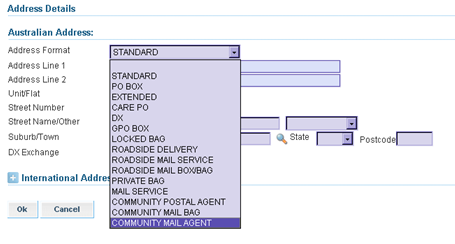 Address Details
Australian Address:
Address Format STANDARD
Address Line 1
Address Line 2 STANDARD
Unit/Flat PO BOX
EXTENDED
Street Number CARE PO
Street Name/Other DX
GPO BOX
Suburb/Town LOCKED BAG State Postcode
DX Exchange ROADSIDE DELIVERY
ROADSIDE MAIL SERVICE
ROADSIDE MAIL BOX/BAG
International Addre PRIVATE BAG
MAIL SERVICE
COMMUNITY POSTAL AGENT
Ok Cancel COMMUNITY MAIL BAG
COMMUNITY MAIL AGENT